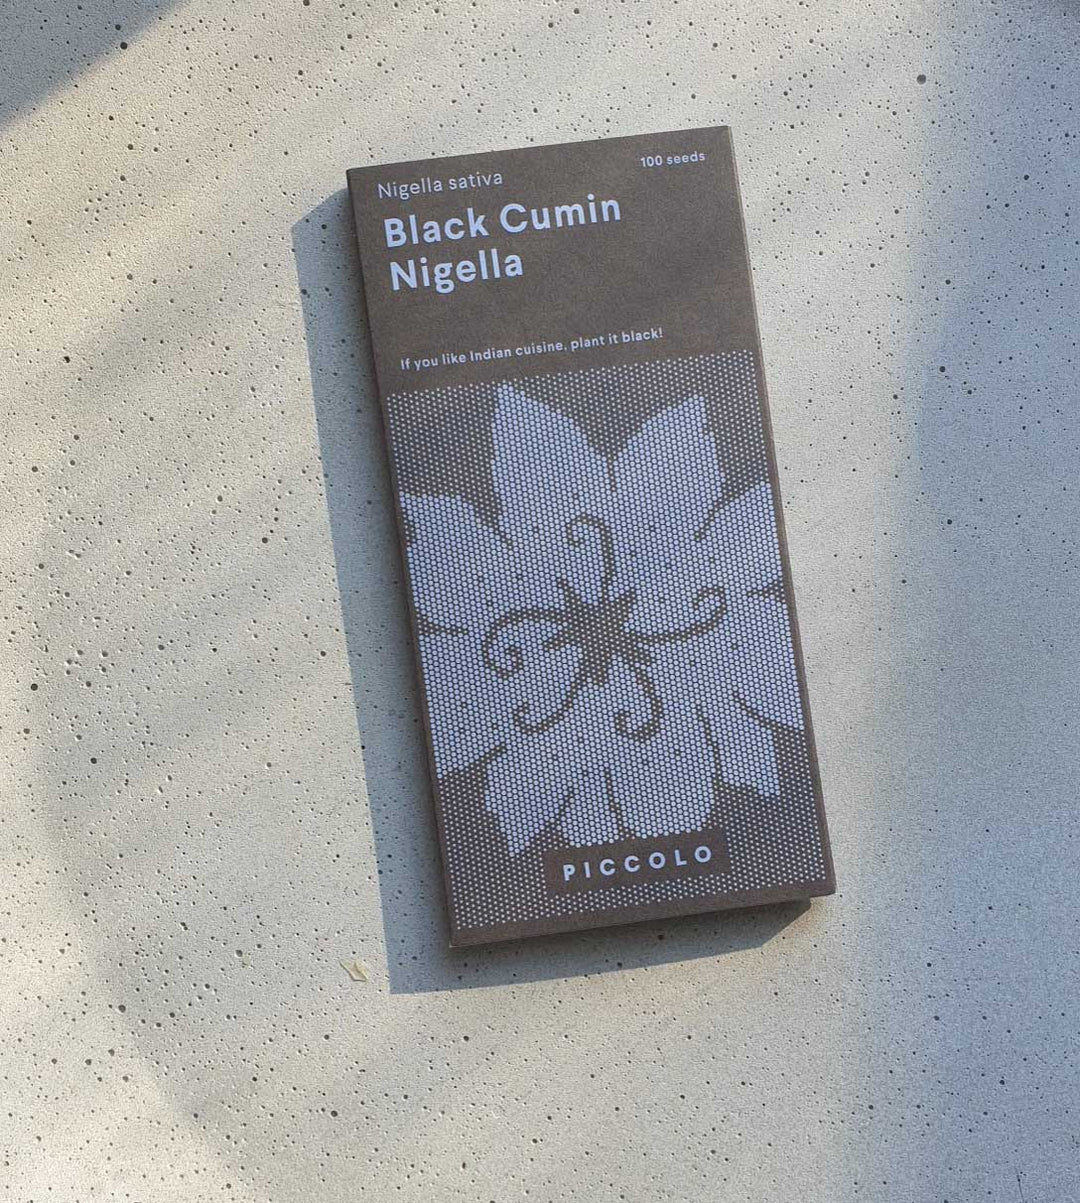 Nigella sativa
100 seeds
Black Cumin
Nigella
If you like Indian cuisine, plant it black!
PICCOLO